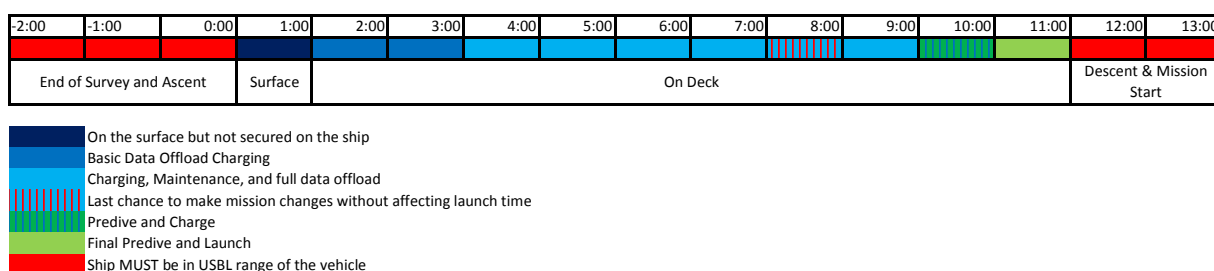 -2:00 -1:00 0:00 1:00 2:00 3:00 4:00 5:00 6:00 7:00 8:00 9:00 10:00 11:00 12:00 13:00
End of Survey and Ascent Surface On Deck Descent & Mission
Start
On the surface but not secured on the ship
Basic Data Offload Charging
Charging, Maintenance, and full data offload
Last chance to make mission changes without affecting launch time
Predive and Charge
Final Predive and Launch
Ship MUST be in USBL range of the vehicle